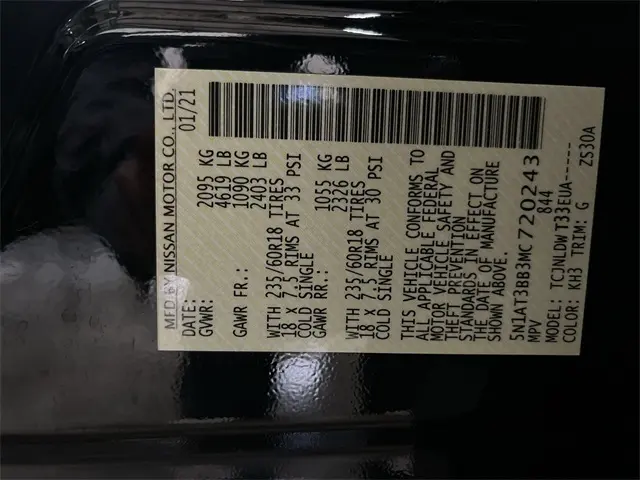 MFD BY NISSAN MOTOR CO., LTD.
DATE: 01/21
GVWR: 2095 KG
4619 LB
GAWR FR.: 1090 KG
2403 LB
WITH 235/60R18 TIRES
18 X 7.5 RIMS AT 33 PSI
COLD SINGLE
GAWR RR.: 1055 KG
2326 LB
WITH 235/60R18 TIRES
18 X 7.5 RIMS AT 30 PSI
COLD SINGLE
THIS VEHICLE CONFORMS TO
ALL APPLICABLE FEDERAL
MOTOR VEHICLE SAFETY AND
THEFT PREVENTION
STANDARDS IN EFFECT ON
THE DATE OF MANUFACTURE
SHOWN ABOVE.
5N1AT3BB3MC720243
MPV 844
MODEL: TCJNLDWT33EUA-----
COLOR: KH3 TRIM: G ZS30A